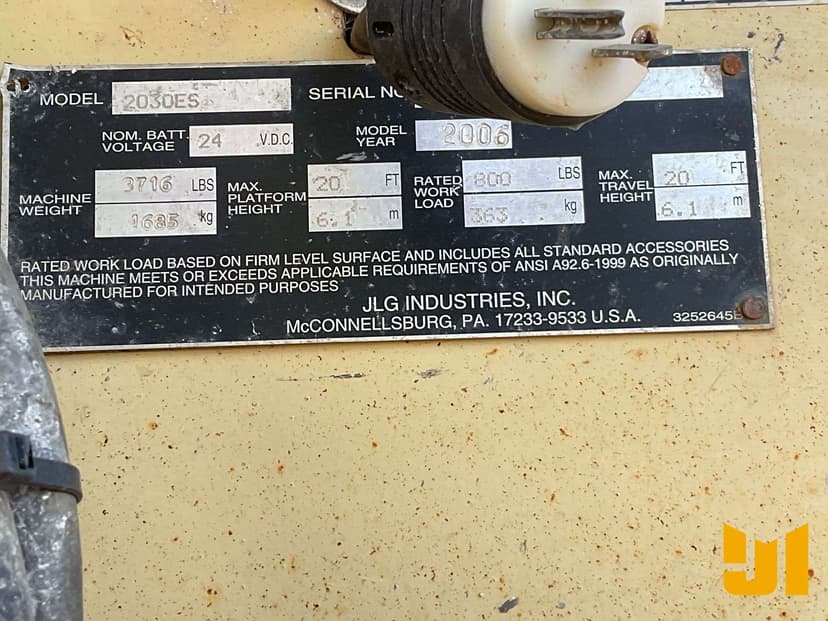 MODEL 2030ES SERIAL NO
NOM. BATT. VOLTAGE 24 V.D.C. MODEL YEAR 2006
MACHINE WEIGHT 3716 LBS 1685 kg
MAX. PLATFORM HEIGHT 20 FT 6.1 m
RATED WORK LOAD 800 LBS 363 kg
MAX. TRAVEL HEIGHT 20 FT 6.1 m
RATED WORK LOAD BASED ON FIRM LEVEL SURFACE AND INCLUDES ALL STANDARD ACCESSORIES
THIS MACHINE MEETS OR EXCEEDS APPLICABLE REQUIREMENTS OF ANSI A92.6-1999 AS ORIGINALLY
MANUFACTURED FOR INTENDED PURPOSES
JLG INDUSTRIES, INC.
McCONNELLSBURG, PA. 17233-9533 U.S.A.
3252645